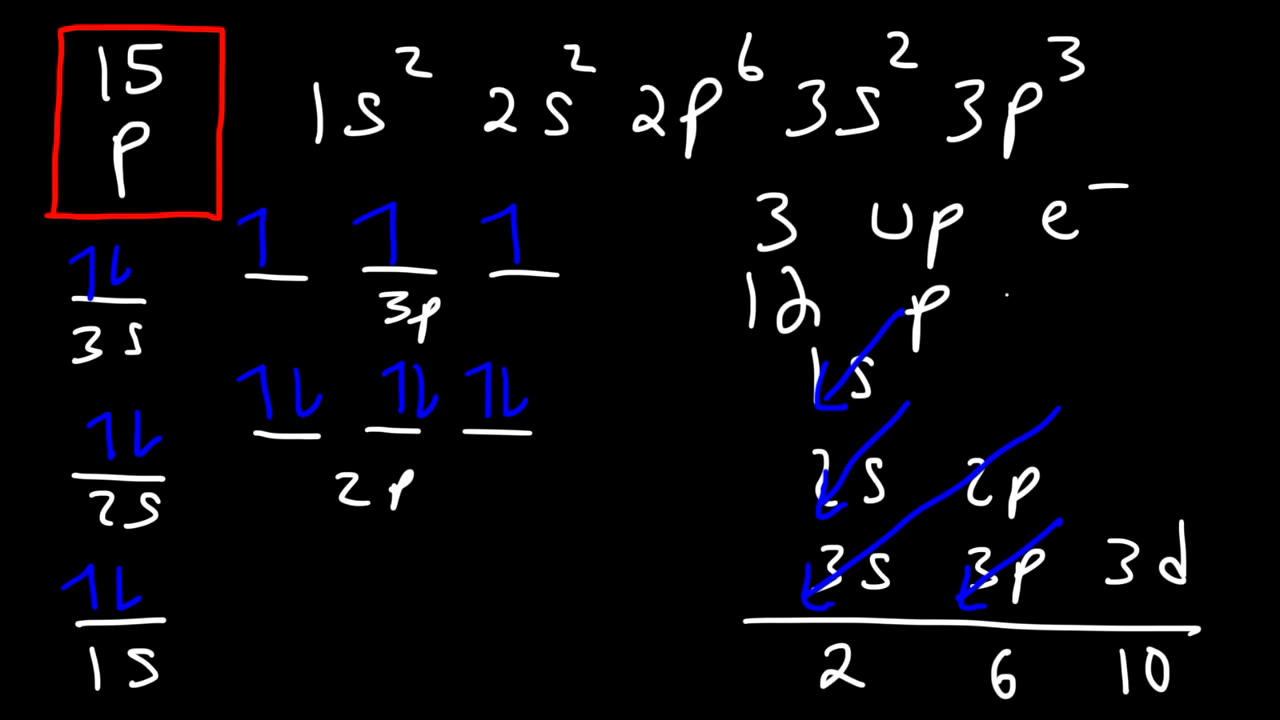 15
P
1s² 2s² 2p⁶ 3s² 3p³
3 up e⁻
12 p
3s
3p
2s
2p
1s
1s
2s 2p
3s 3p 3d
2 6 10